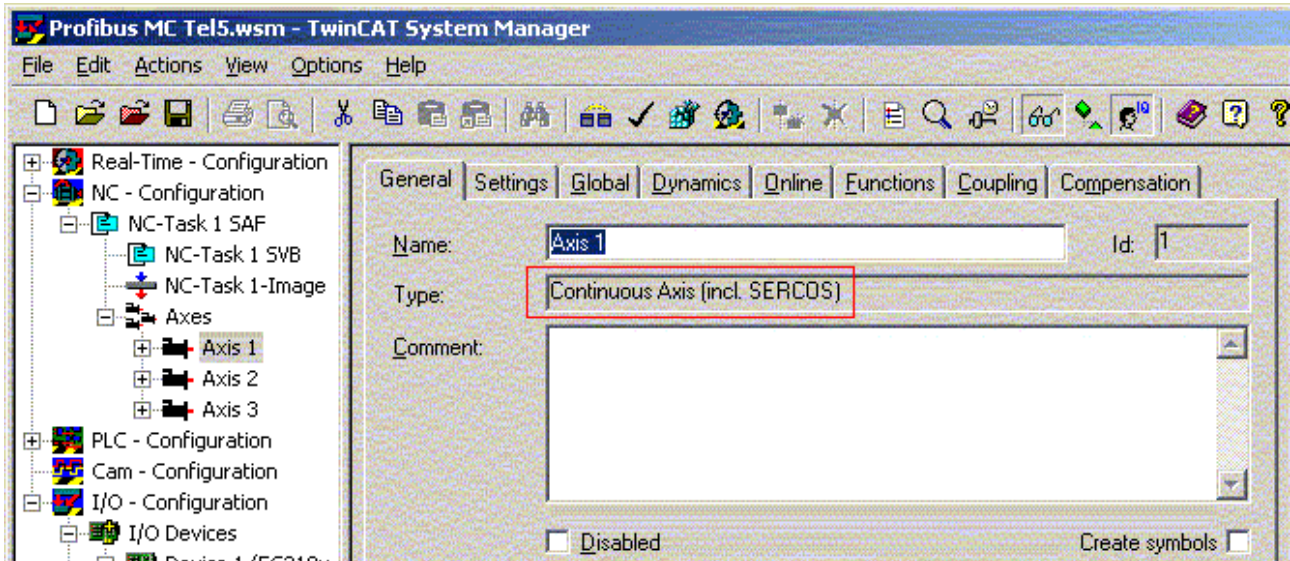 Profibus MC Tel5.wsm - TwinCAT System Manager
File Edit Actions View Options Help
Real-Time - Configuration
NC - Configuration
NC-Task 1 SAF
NC-Task 1 SVB
NC-Task 1-Image
Axes
Axis 1
Axis 2
Axis 3
PLC - Configuration
Cam - Configuration
I/O - Configuration
I/O Devices
General Settings Global Dynamics Online Functions Coupling Compensation
Name: Axis 1 Id: 1
Type: Continuous Axis (incl. SERCOS)
Comment:
Disabled Create symbols